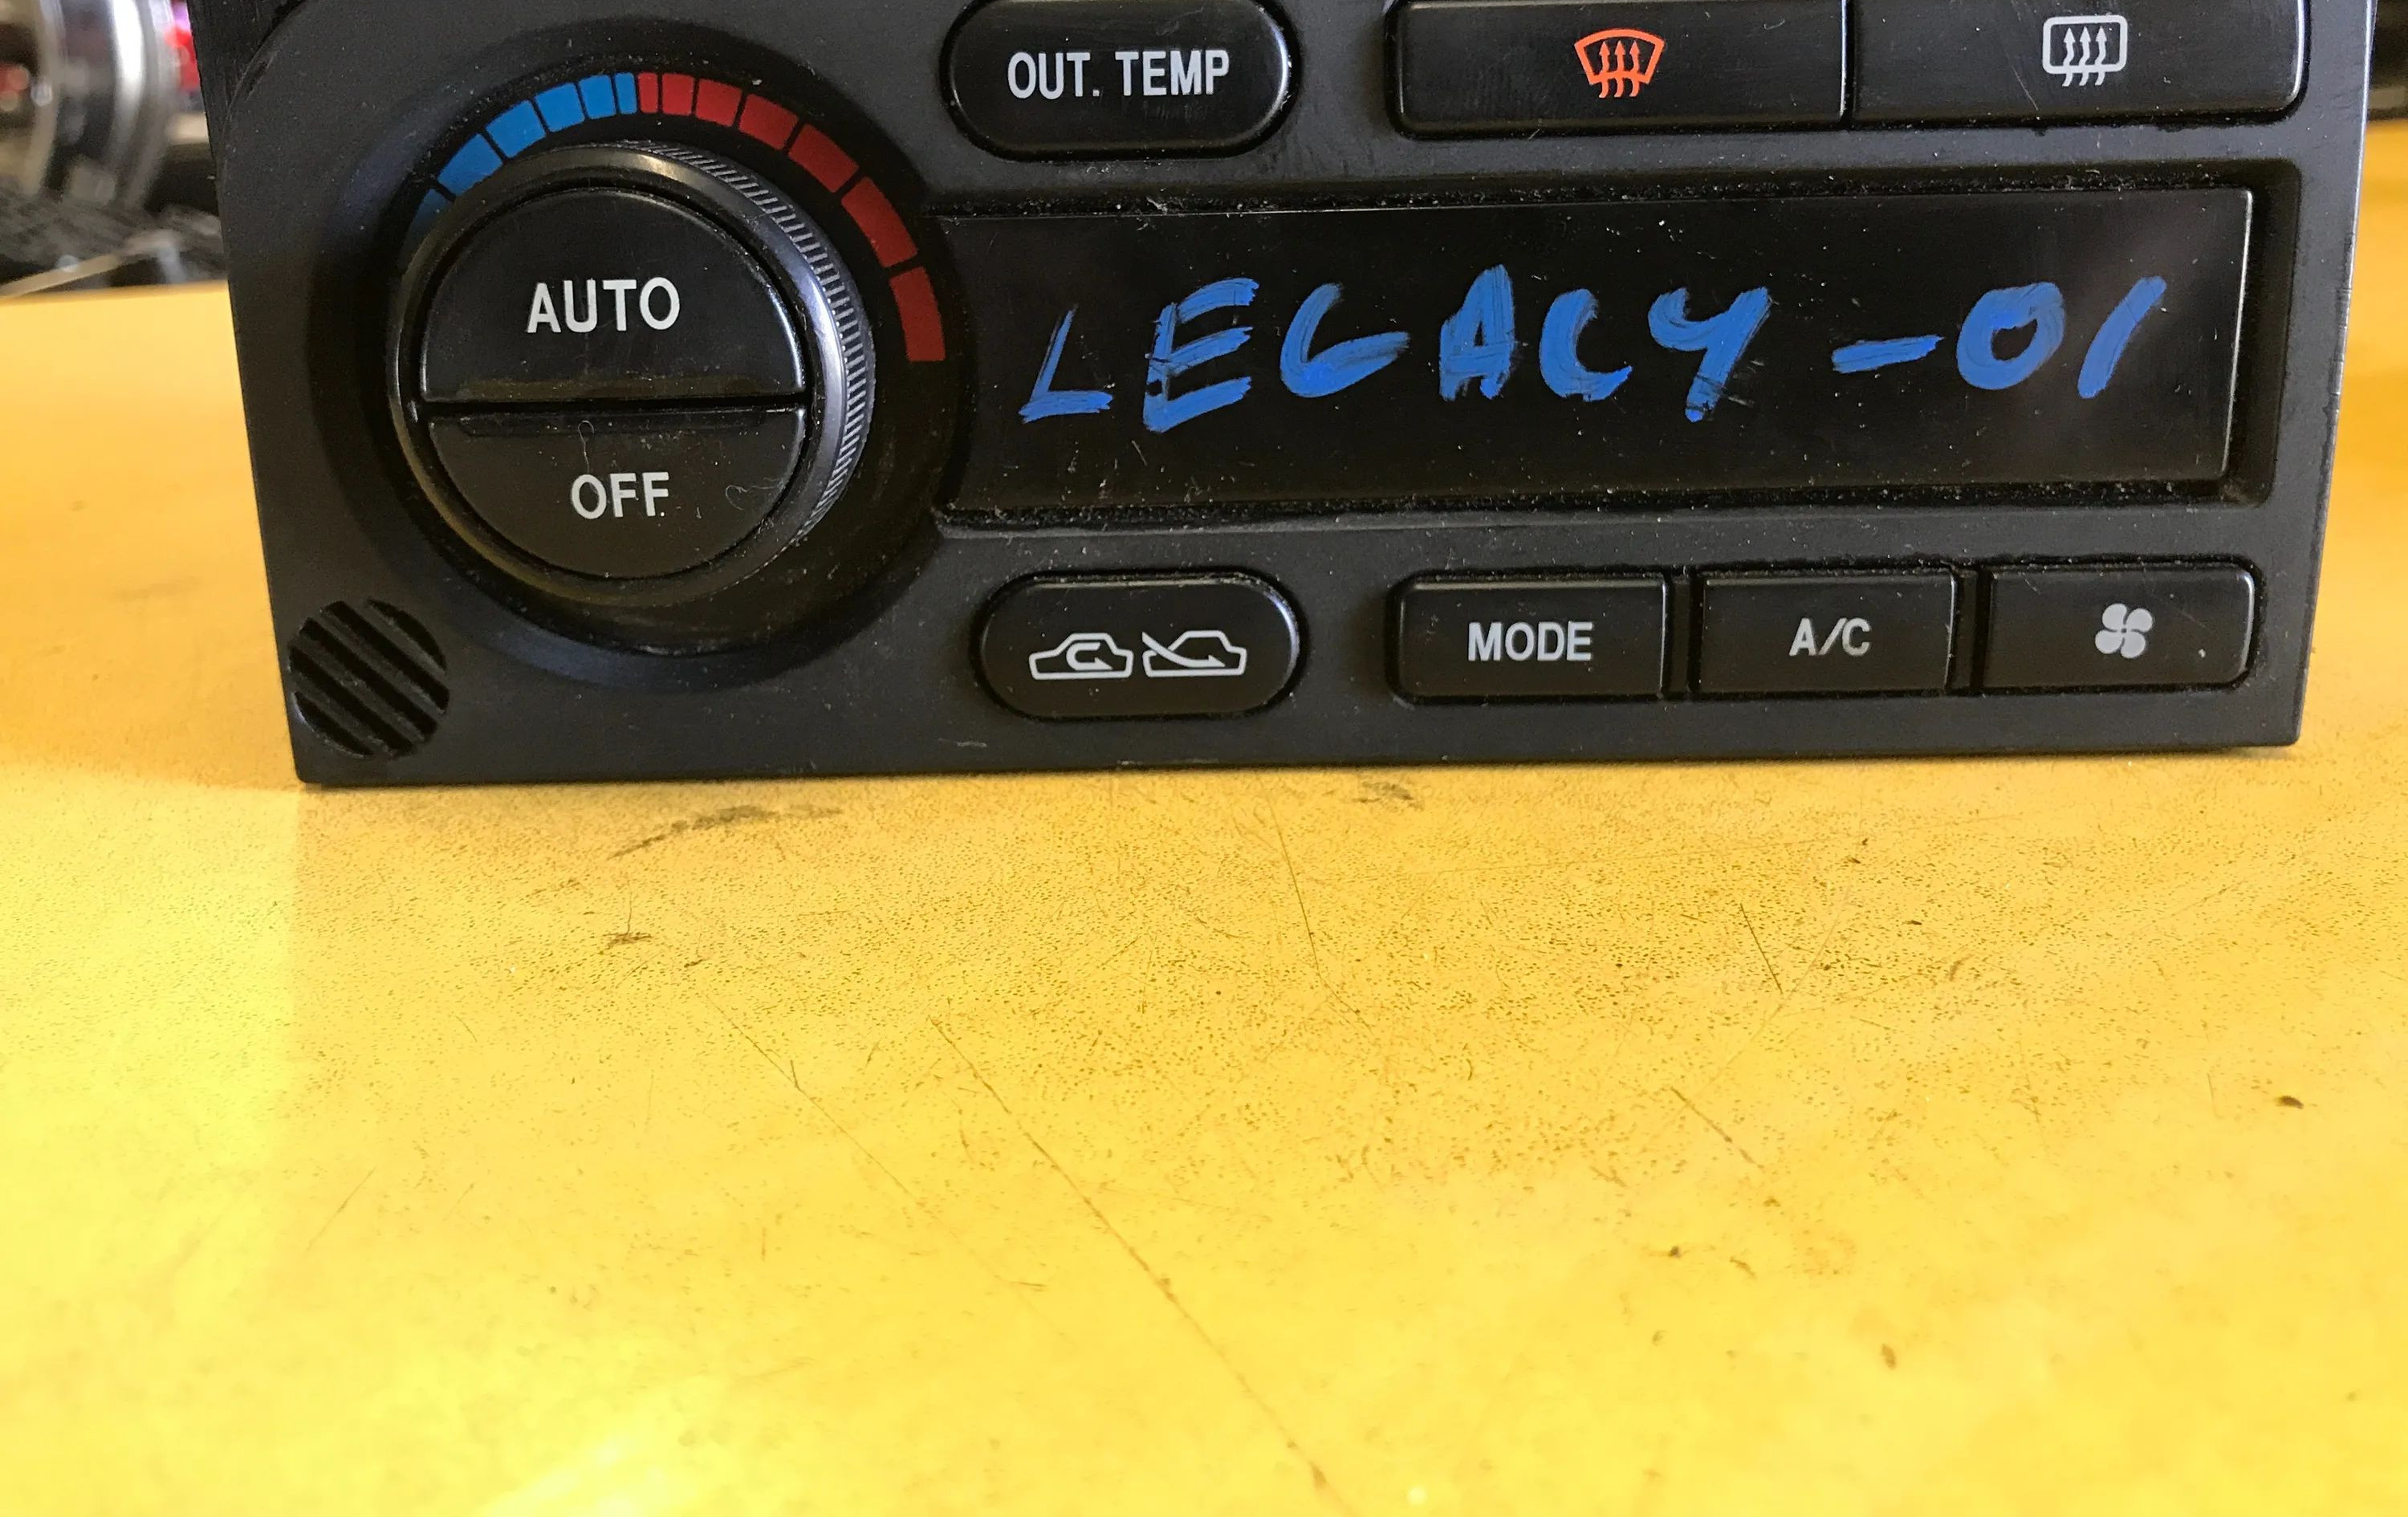 OUT. TEMP
AUTO
LEGACY -01
OFF
MODE A/C